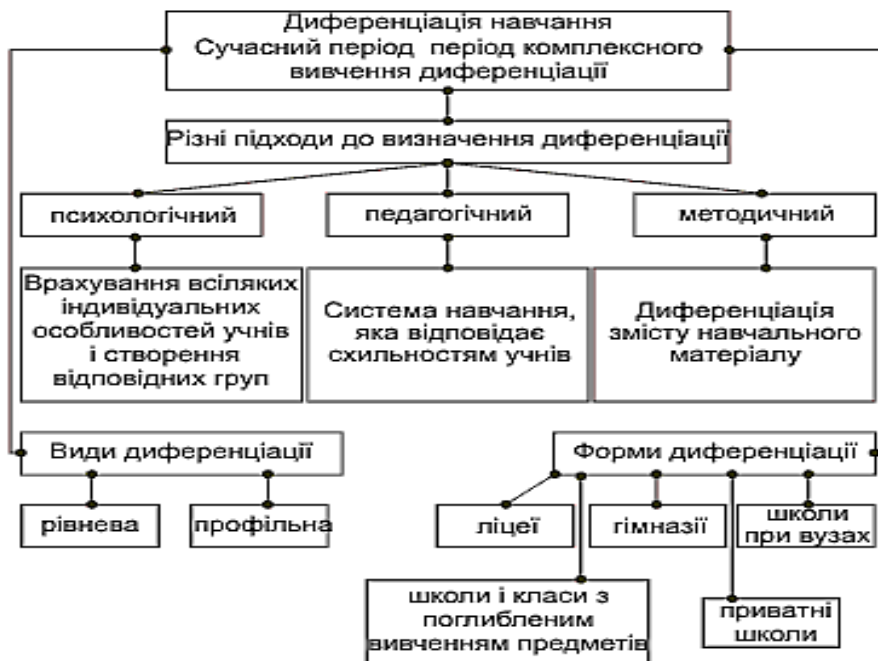 Диференціація навчання
Сучасний період період комплексного
вивчення диференціації
Різні підходи до визначення диференціації
психологічний
педагогічний
методичний
Врахування всіляких
індивідуальних
особливостей учнів
і створення
відповідних груп
Система навчання,
яка відповідає
схильностям учнів
Диференціація
змісту навчального
матеріалу
Види диференціації
Форми диференціації
рівнева
профільна
ліцеї
гімназії
школи
при вузах
школи і класи з
поглибленим
вивченням предметів
приватні
школи